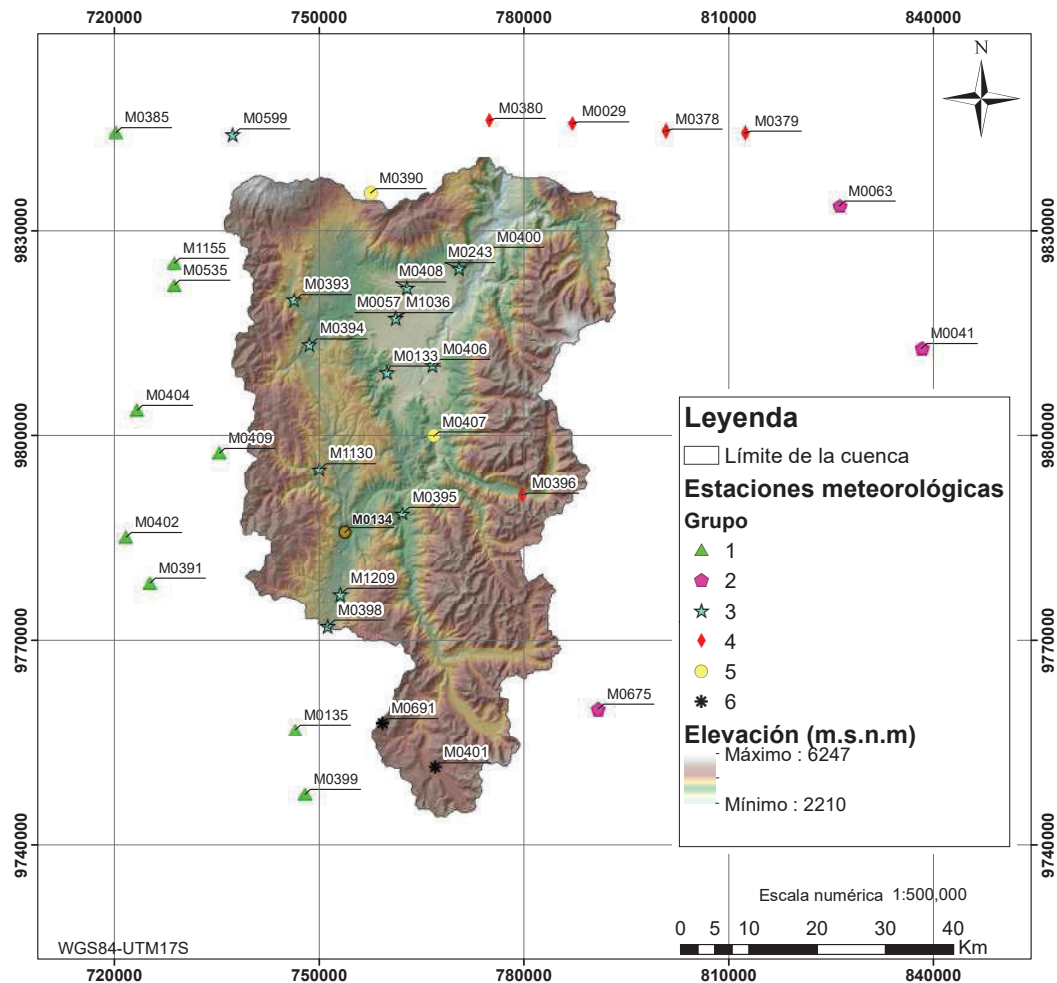 720000 750000 780000 810000 840000
N
M0385
M0599
M0380
M0029
M0378
M0379
M0390
M0063
9830000
9830000
M0400
M1155
M0243
M0535
M0408
M0393
M0057
M1036
M0394
M0041
M0133
M0406
M0404
M0407
9800000
9800000
M0409
M1130
M0396
M0395
M0402
M0134
M0391
M1209
M0398
9770000
9770000
M0675
M0691
M0135
M0401
M0399
9740000
9740000
Leyenda
Límite de la cuenca
Estaciones meteorológicas
Grupo
1
2
3
4
5
6
Elevación (m.s.n.m)
Máximo : 6247
Mínimo : 2210
Escala numérica 1:500,000
0 5 10 20 30 40
Km
WGS84-UTM17S
720000 750000 780000 810000 840000